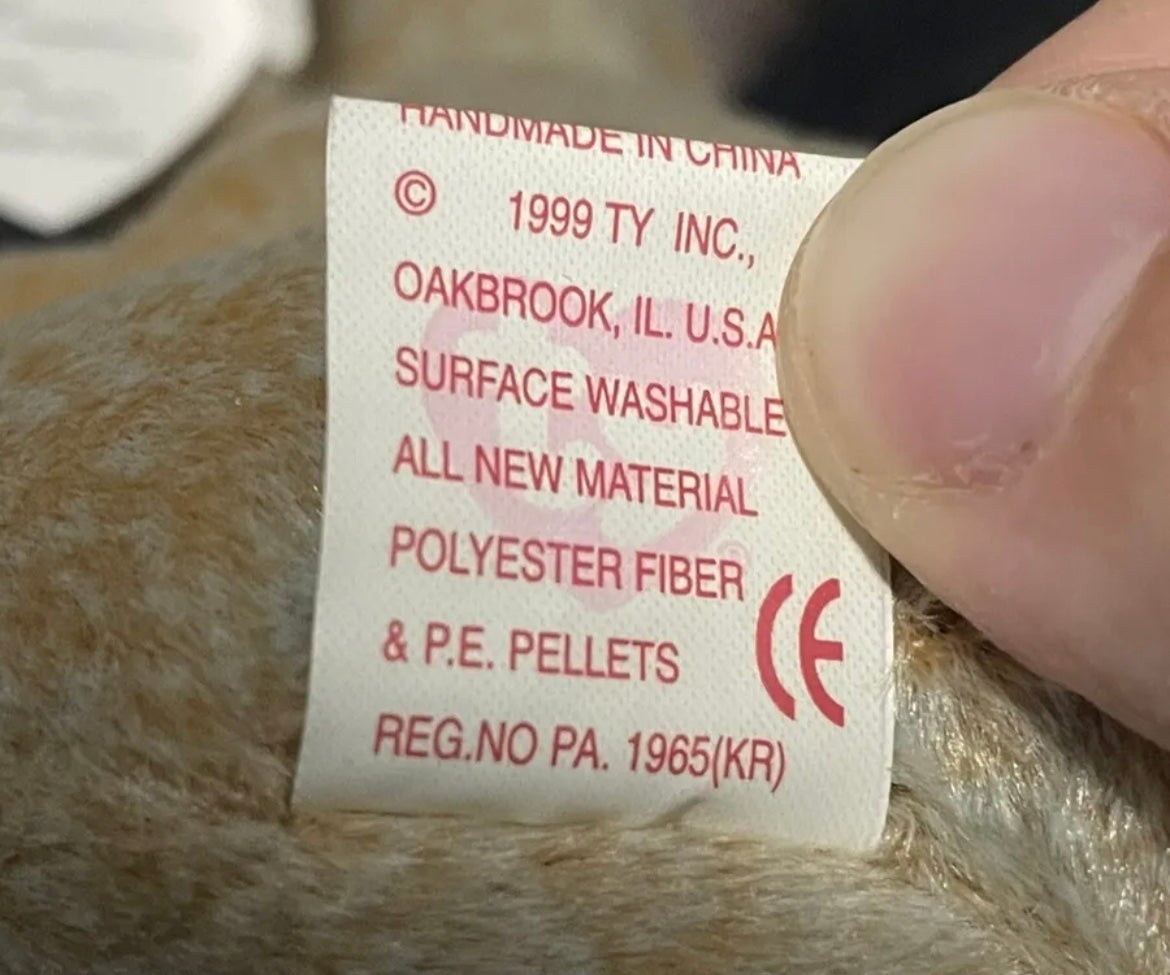 HANDMADE IN CHINA
© 1999 TY INC.,
OAKBROOK, IL. U.S.A
SURFACE WASHABLE
ALL NEW MATERIAL
POLYESTER FIBER
& P.E. PELLETS
CE
REG.NO PA. 1965(KR)